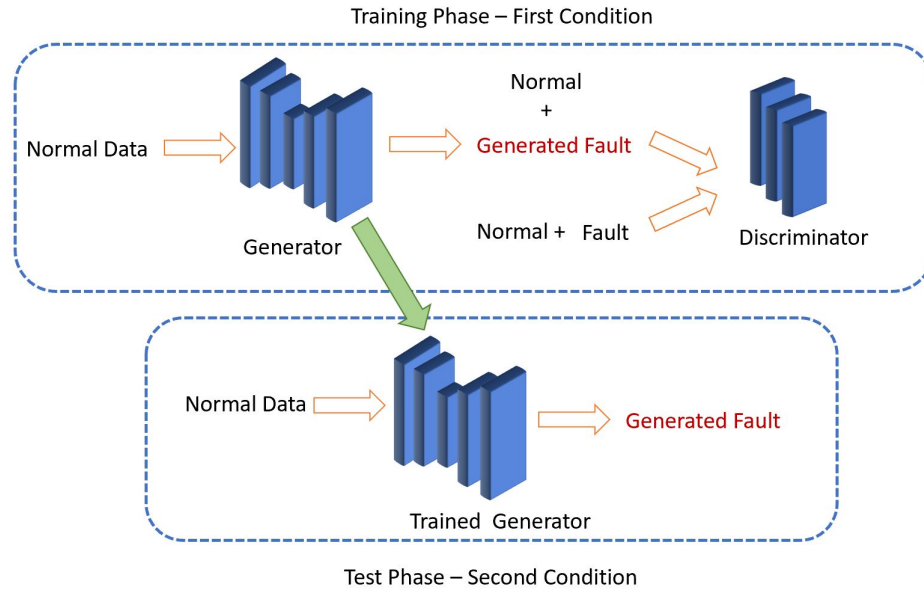 Training Phase – First Condition
Normal Data
Generator
Normal
+
Generated Fault
Normal + Fault
Discriminator
Normal Data
Trained Generator
Generated Fault
Test Phase – Second Condition